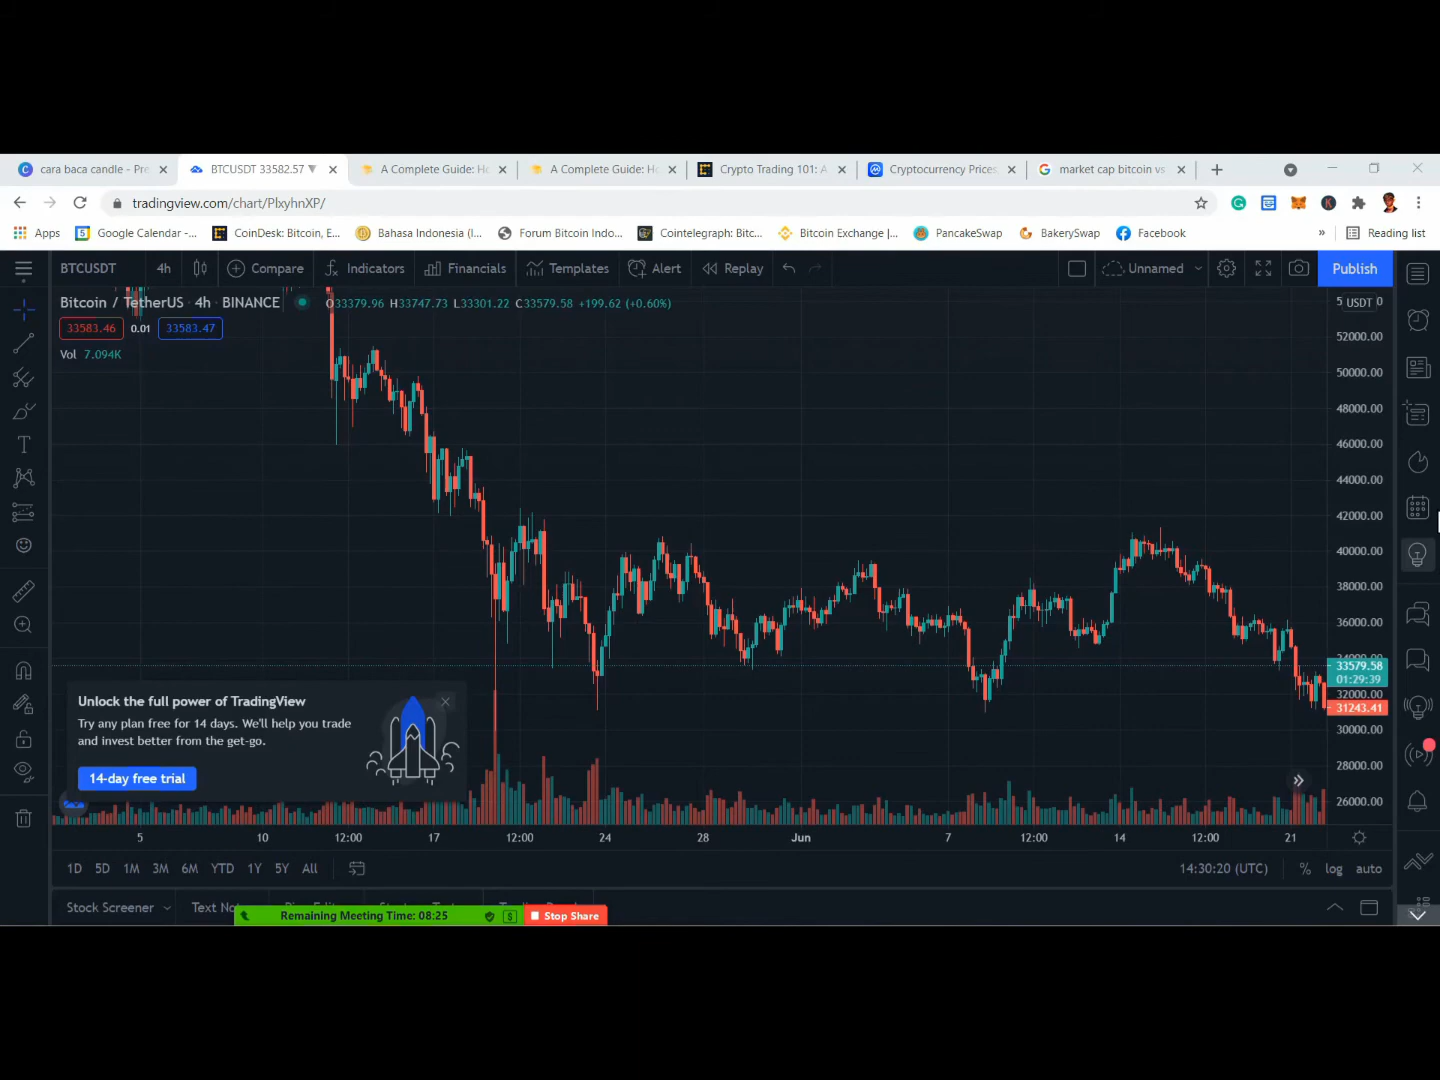 cara baca candle - Pre
BTCUSDT 33582.57 ▼
A Complete Guide: Ho
A Complete Guide: Ho
Crypto Trading 101: A
Cryptocurrency Prices,
market cap bitcoin vs
tradingview.com/chart/PlxyhnXP/
Apps
Google Calendar -...
CoinDesk: Bitcoin, E...
Bahasa Indonesia (I...
Forum Bitcoin Indo...
Cointelegraph: Bitc...
Bitcoin Exchange |...
PancakeSwap
BakerySwap
Facebook
»
Reading list
BTCUSDT
4h
Compare
Indicators
Financials
Templates
Alert
Replay
Unnamed
Publish
Bitcoin / TetherUS · 4h · BINANCE
O33379.96 H33747.73 L33301.22 C33579.58 +199.62 (+0.60%)
USDT
33583.46
0.01
33583.47
Vol 7.094K
52000.00
50000.00
48000.00
46000.00
44000.00
42000.00
40000.00
38000.00
36000.00
34000.00
33579.58
01:29:39
32000.00
31243.41
30000.00
28000.00
26000.00
Unlock the full power of TradingView
Try any plan free for 14 days. We'll help you trade
and invest better from the get-go.
14-day free trial
5
10
12:00
17
12:00
24
28
Jun
7
12:00
14
12:00
21
1D
5D
1M
3M
6M
YTD
1Y
5Y
All
14:30:20 (UTC)
%
log
auto
Stock Screener
Text No
Remaining Meeting Time: 08:25
Stop Share